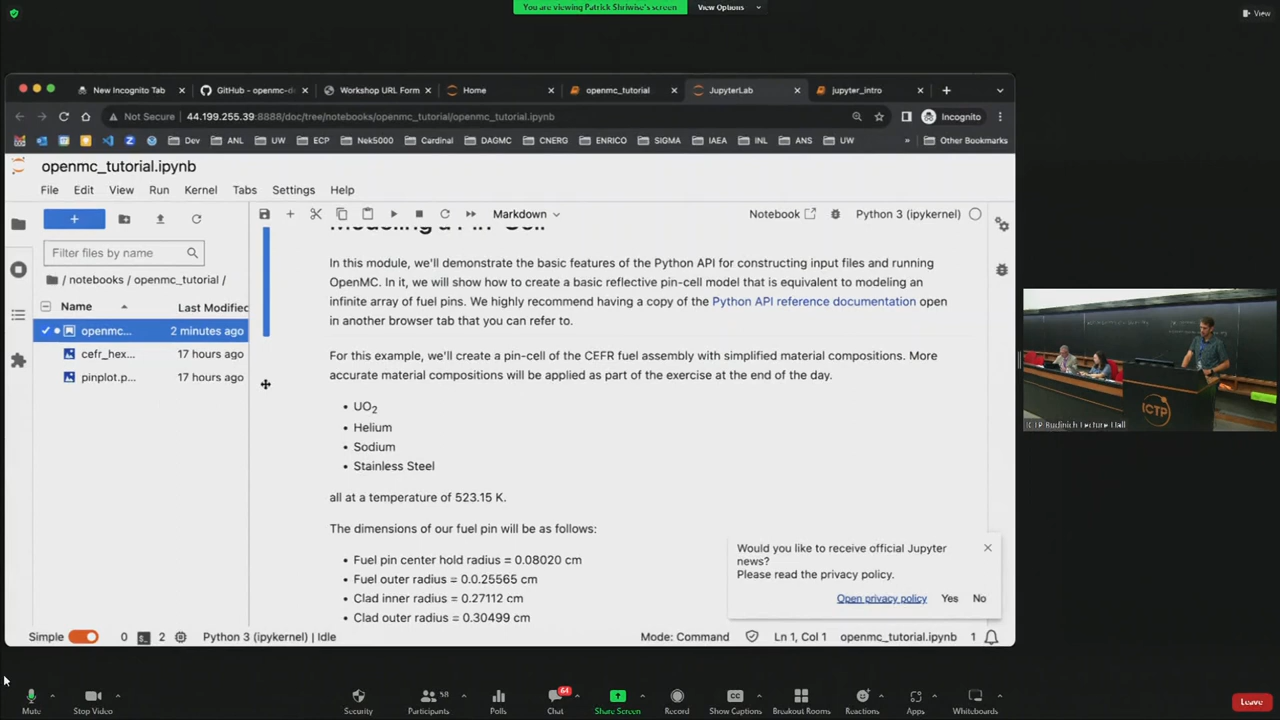 You are viewing Patrick Shriwise's screen
View Options
View
New Incognito Tab
GitHub - openmc-d
Workshop URL Form
Home
openmc_tutorial
JupyterLab
jupyter_intro
Not Secure 44.199.255.39:8888/doc/tree/notebooks/openmc_tutorial/openmc_tutorial.ipynb
Incognito
Dev ANL UW ECP Nek5000 Cardinal DAGMC CNERG ENRICO SIGMA IAEA INL ANS UW » Other Bookmarks
openmc_tutorial.ipynb
File Edit View Run Kernel Tabs Settings Help
Markdown
Notebook
Python 3 (ipykernel)
Filter files by name
/ notebooks / openmc_tutorial /
Name Last Modified
openmc... 2 minutes ago
cefr_hex... 17 hours ago
pinplot.p... 17 hours ago
Modeling a Pin-Cell
In this module, we'll demonstrate the basic features of the Python API for constructing input files and running
OpenMC. In it, we will show how to create a basic reflective pin-cell model that is equivalent to modeling an
infinite array of fuel pins. We highly recommend having a copy of the Python API reference documentation open
in another browser tab that you can refer to.
For this example, we'll create a pin-cell of the CEFR fuel assembly with simplified material compositions. More
accurate material compositions will be applied as part of the exercise at the end of the day.
• UO₂
• Helium
• Sodium
• Stainless Steel
all at a temperature of 523.15 K.
The dimensions of our fuel pin will be as follows:
• Fuel pin center hold radius = 0.08020 cm
• Fuel outer radius = 0.0.25565 cm
• Clad inner radius = 0.27112 cm
• Clad outer radius = 0.30499 cm
Would you like to receive official Jupyter
news?
Please read the privacy policy.
Open privacy policy Yes No
Simple 0 2 Python 3 (ipykernel) | Idle
Mode: Command Ln 1, Col 1 openmc_tutorial.ipynb 1
ICTP
ICTP Budinich Lecture Hall
Mute
Stop Video
Security
58
Participants
Polls
64
Chat
Share Screen
Record
Show Captions
Breakout Rooms
Reactions
Apps
Whiteboards
Leave